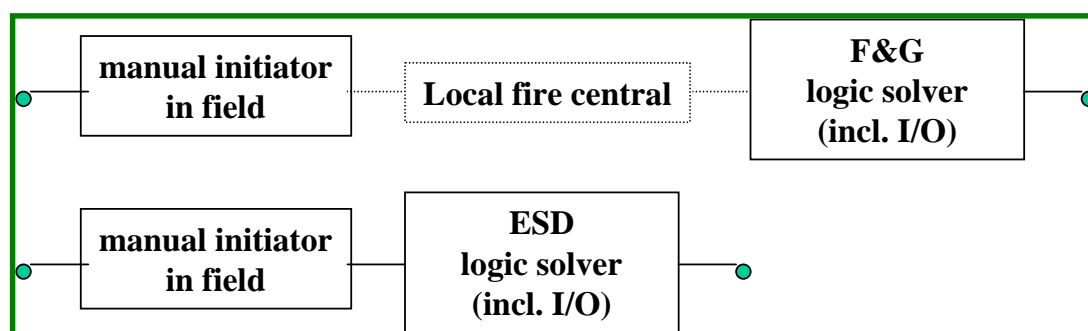 manual initiator
in field
Local fire central
F&G
logic solver
(incl. I/O)
manual initiator
in field
ESD
logic solver
(incl. I/O)